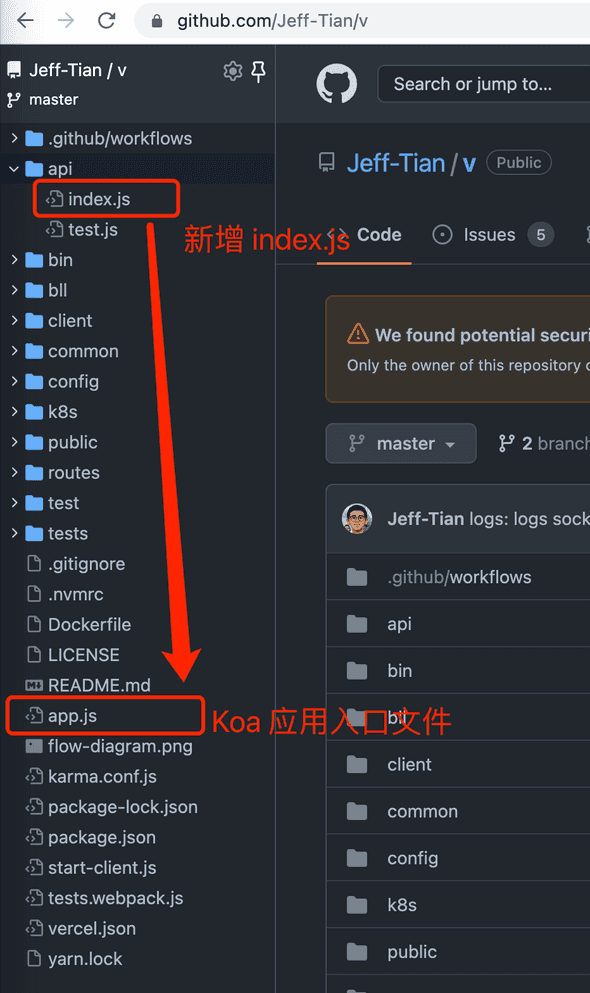 github.com/Jeff-Tian/v
Jeff-Tian / v
master
.github/workflows
api
index.js
test.js
bin
bll
client
common
config
k8s
public
routes
test
tests
.gitignore
.nvmrc
Dockerfile
LICENSE
README.md
app.js
flow-diagram.png
karma.conf.js
package-lock.json
package.json
start-client.js
tests.webpack.js
vercel.json
yarn.lock
新增 index.js
Koa 应用入口文件
Search or jump to...
Jeff-Tian / v Public
Code Issues 5
We found potential securi
Only the owner of this repository c
master 2 branch
Jeff-Tian logs: logs sock
.github/workflows
api
bin
bll
client
common
config
k8s
public